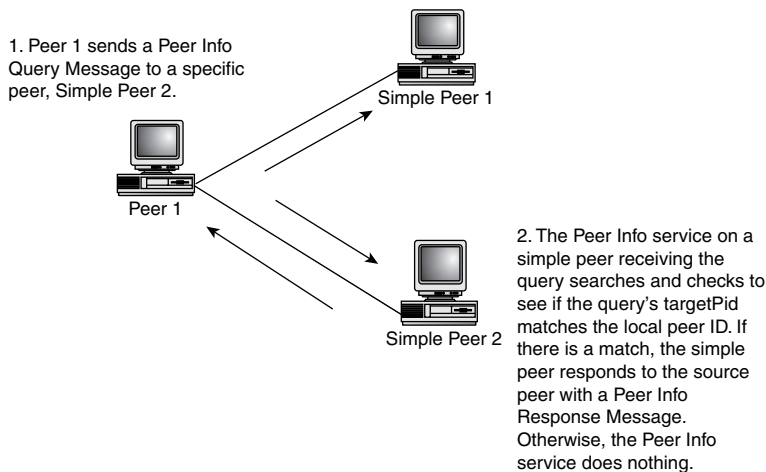 1. Peer 1 sends a Peer Info
Query Message to a specific
peer, Simple Peer 2.
Simple Peer 1
Peer 1
Simple Peer 2
2. The Peer Info service on a
simple peer receiving the
query searches and checks to
see if the query's targetPid
matches the local peer ID. If
there is a match, the simple
peer responds to the source
peer with a Peer Info
Response Message.
Otherwise, the Peer Info
service does nothing.